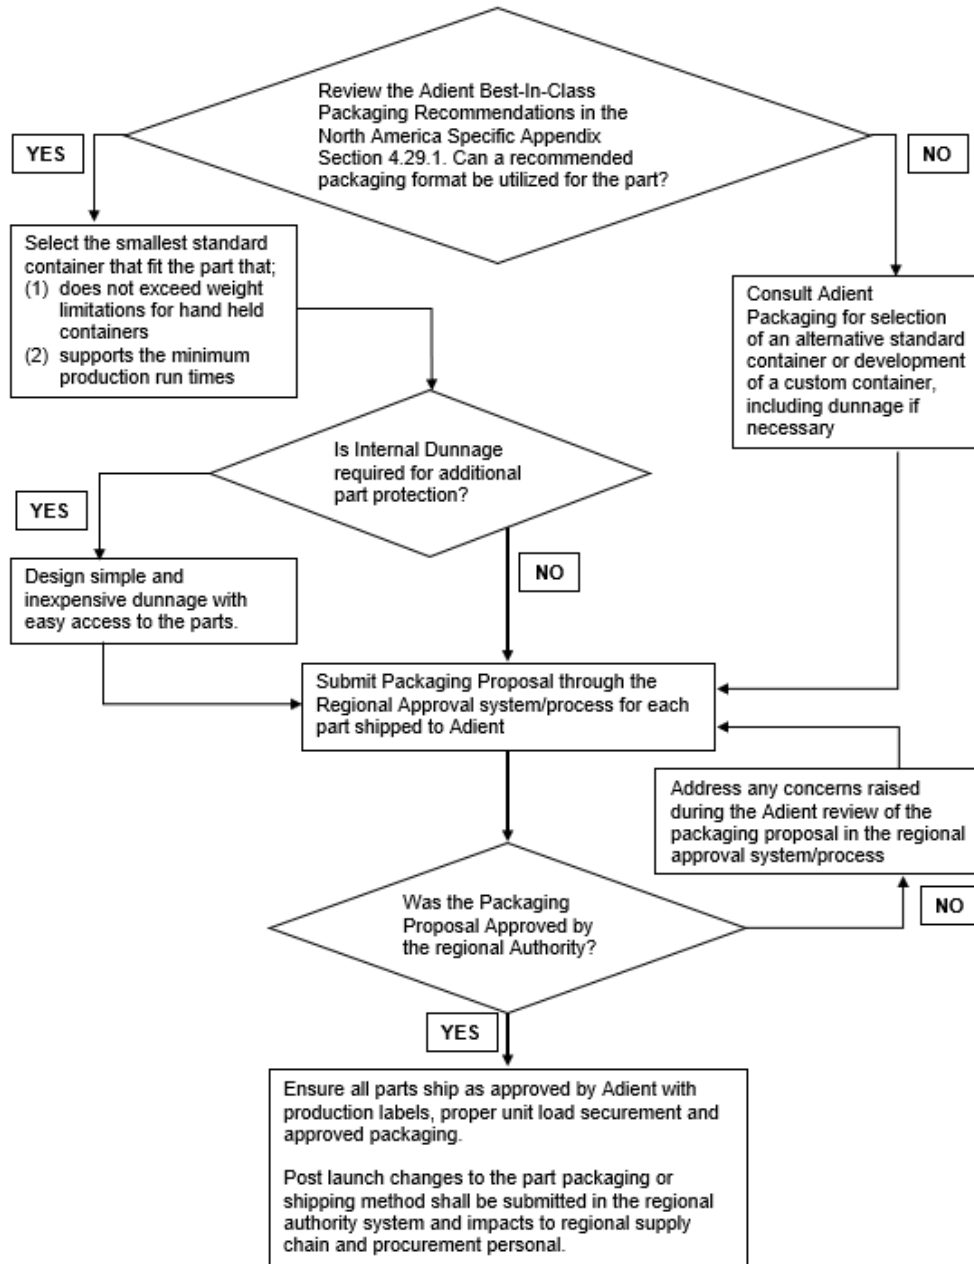 Review the Adient Best-In-Class
Packaging Recommendations in the
North America Specific Appendix
Section 4.29.1. Can a recommended
packaging format be utilized for the part?
YES
NO
Select the smallest standard
container that fit the part that;
(1) does not exceed weight
limitations for hand held
containers
(2) supports the minimum
production run times
Consult Adient
Packaging for selection
of an alternative standard
container or development
of a custom container,
including dunnage if
necessary
Is Internal Dunnage
required for additional
part protection?
YES
NO
Design simple and
inexpensive dunnage with
easy access to the parts.
Submit Packaging Proposal through the
Regional Approval system/process for each
part shipped to Adient
Address any concerns raised
during the Adient review of the
packaging proposal in the regional
approval system/process
Was the Packaging
Proposal Approved by
the regional Authority?
NO
YES
Ensure all parts ship as approved by Adient with
production labels, proper unit load securement and
approved packaging.
Post launch changes to the part packaging or
shipping method shall be submitted in the regional
authority system and impacts to regional supply
chain and procurement personal.